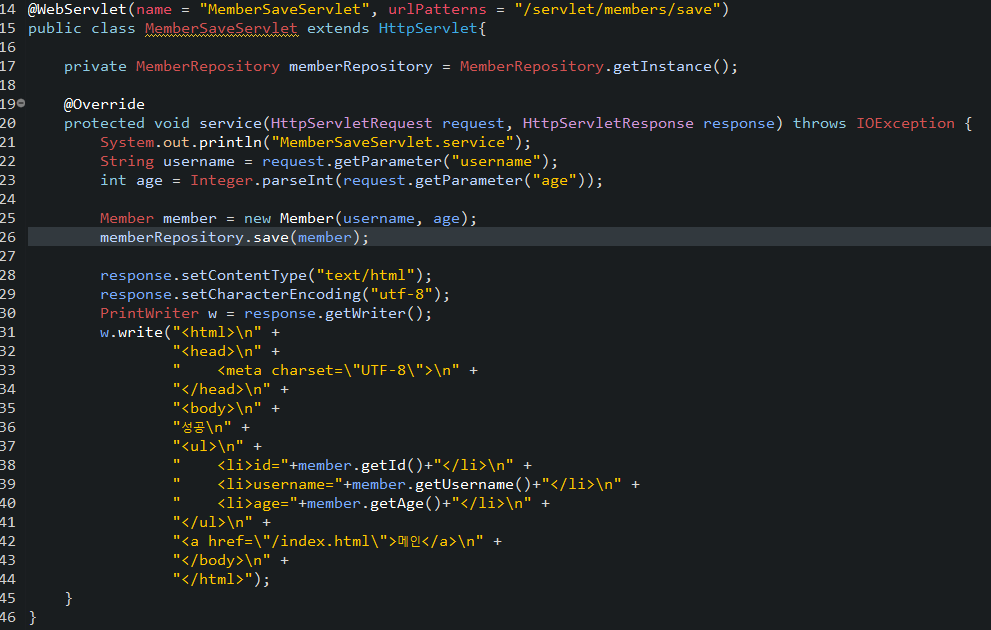 14 @WebServlet(name = "MemberSaveServlet", urlPatterns = "/servlet/members/save")
15 public class MemberSaveServlet extends HttpServlet{
16
17     private MemberRepository memberRepository = MemberRepository.getInstance();
18
19     @Override
20     protected void service(HttpServletRequest request, HttpServletResponse response) throws IOException {
21         System.out.println("MemberSaveServlet.service");
22         String username = request.getParameter("username");
23         int age = Integer.parseInt(request.getParameter("age"));
24
25         Member member = new Member(username, age);
26         memberRepository.save(member);
27
28         response.setContentType("text/html");
29         response.setCharacterEncoding("utf-8");
30         PrintWriter w = response.getWriter();
31         w.write("<html>\n" +
32                 "<head>\n" +
33                 "    <meta charset=\"UTF-8\">\n" +
34                 "</head>\n" +
35                 "<body>\n" +
36                 "성공\n" +
37                 "<ul>\n" +
38                 "    <li>id="+member.getId()+"</li>\n" +
39                 "    <li>username="+member.getUsername()+"</li>\n" +
40                 "    <li>age="+member.getAge()+"</li>\n" +
41                 "</ul>\n" +
42                 "<a href=\"/index.html\">메인</a>\n" +
43                 "</body>\n" +
44                 "</html>");
45     }
46 }